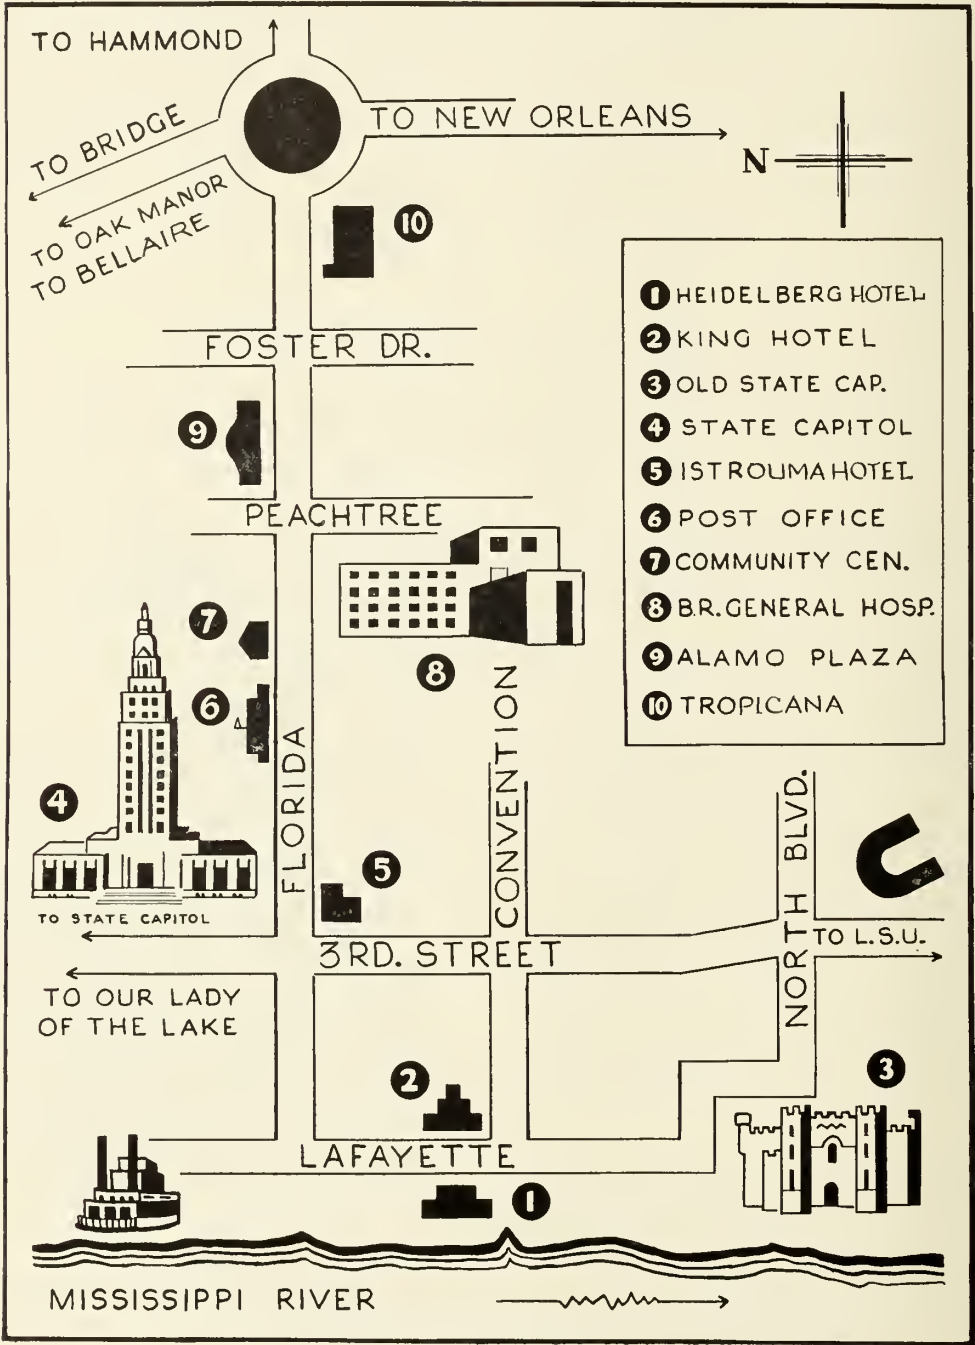 TO HAMMOND
TO BRIDGE
TO NEW ORLEANS
TO OAK MANOR
TO BELLAIRE
N
10
1 HEIDELBERG HOTEL
2 KING HOTEL
3 OLD STATE CAP.
4 STATE CAPITOL
5 ISTROUMA HOTEL
6 POST OFFICE
7 COMMUNITY CEN.
8 B.R. GENERAL HOSP.
9 ALAMO PLAZA
10 TROPICANA
FOSTER DR.
9
PEACHTREE
7
8
6
FLORIDA
CONVENTION
4
5
NORTH BLVD.
TO STATE CAPITOL
3RD. STREET
TO L.S.U.
TO OUR LADY
OF THE LAKE
2
3
LAFAYETTE
1
MISSISSIPPI RIVER